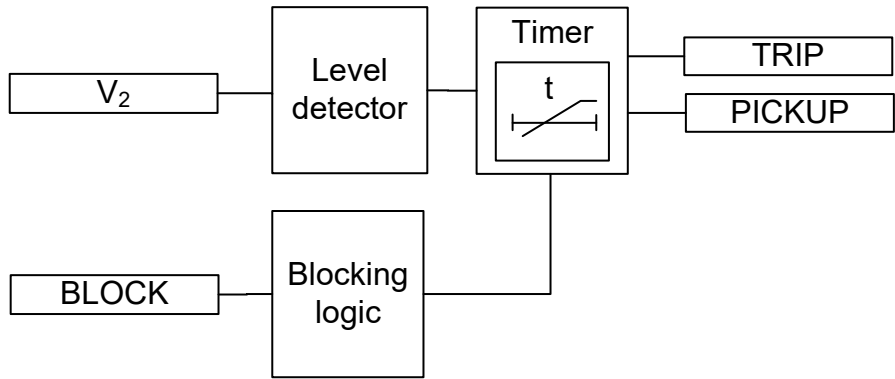 V₂
Level
detector
Timer
t
TRIP
PICKUP
BLOCK
Blocking
logic